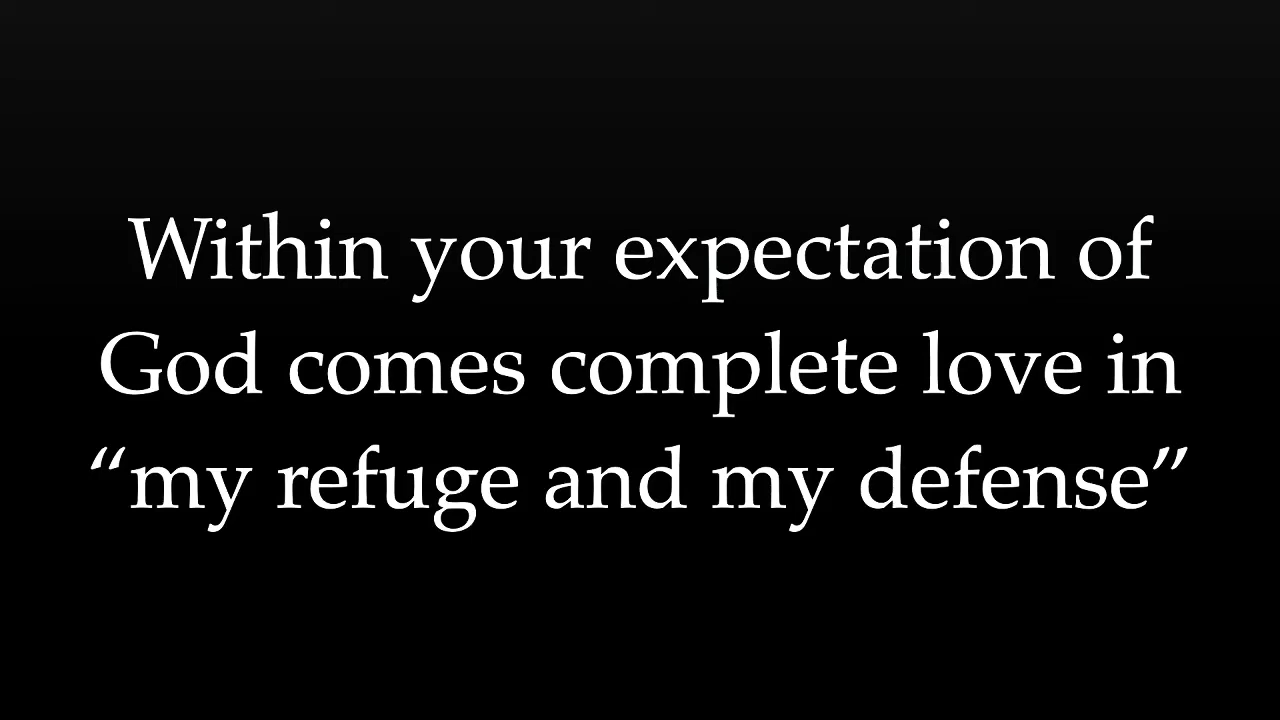 Within your expectation of
God comes complete love in
“my refuge and my defense”